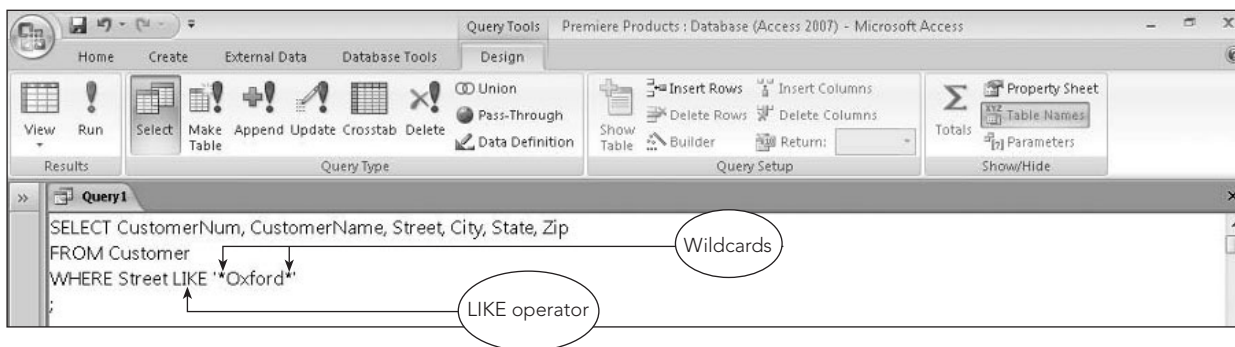 Query Tools Premiere Products : Database (Access 2007) - Microsoft Access
Home Create External Data Database Tools Design
View Run Select Make Table Append Update Crosstab Delete
Union
Pass-Through
Data Definition
Show Table
Insert Rows
Delete Rows
Builder
Insert Columns
Delete Columns
Return:
Totals
Property Sheet
Table Names
Parameters
Results Query Type Query Setup Show/Hide
Query1
SELECT CustomerNum, CustomerName, Street, City, State, Zip
FROM Customer
WHERE Street LIKE '*Oxford*'
;
Wildcards
LIKE operator